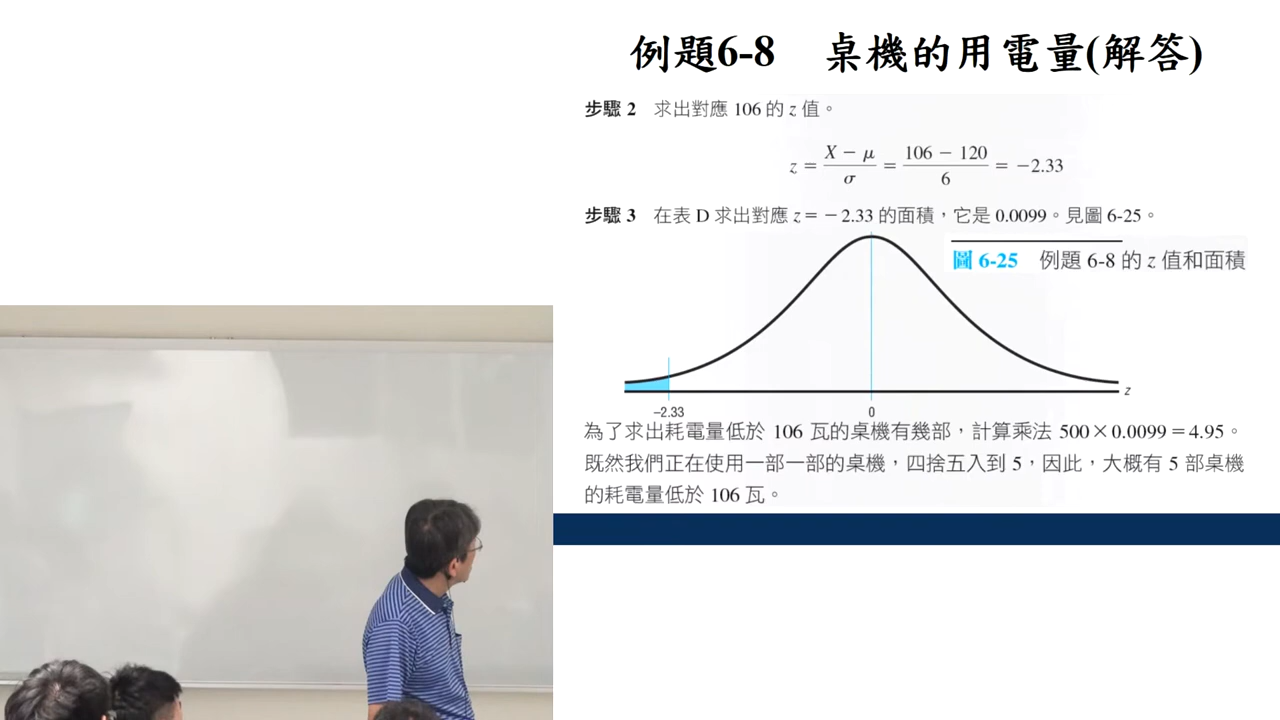 例題6-8 桌機的用電量(解答)
步驟 2 求出對應 106 的 z 值。
z = X − μ / σ = 106 − 120 / 6 = −2.33
步驟 3 在表 D 求出對應 z = − 2.33 的面積，它是 0.0099。見圖 6-25。
圖 6-25 例題 6-8 的 z 值和面積
z
−2.33 0
為了求出耗電量低於 106 瓦的桌機有幾部，計算乘法 500 × 0.0099 = 4.95。
既然我們正在使用一部一部的桌機，四捨五入到 5，因此，大概有 5 部桌機
的耗電量低於 106 瓦。